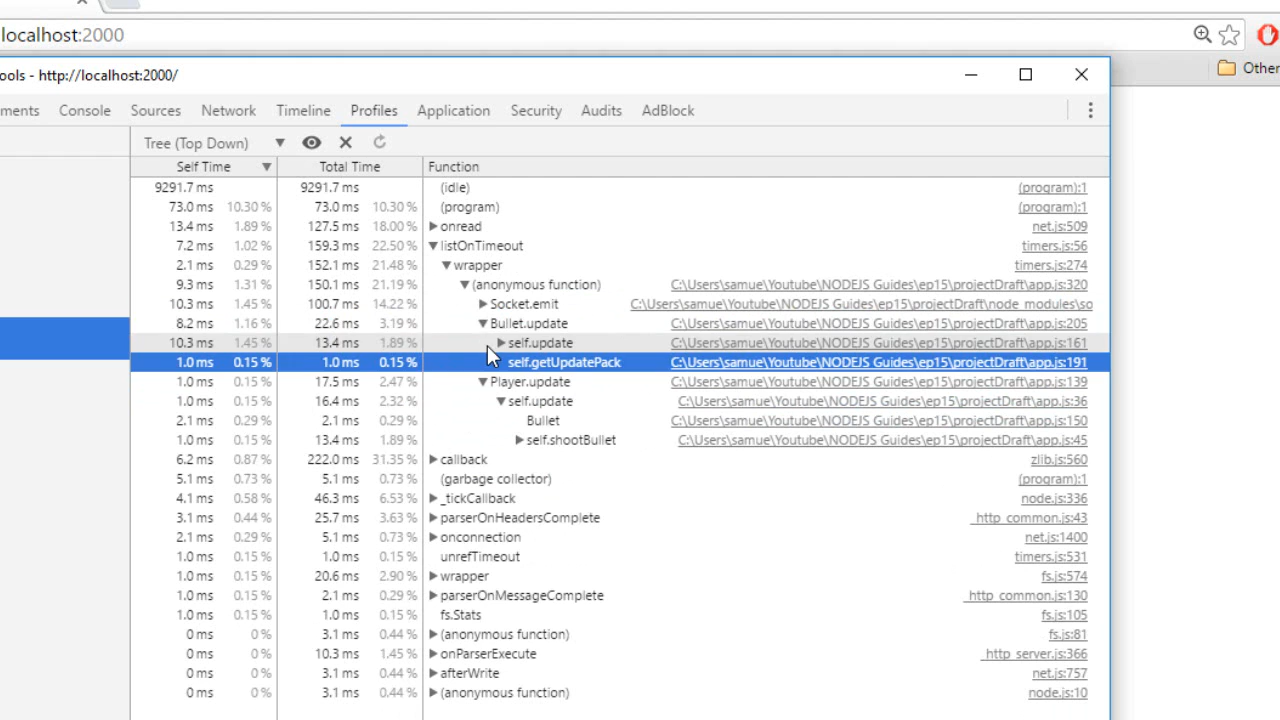 localhost:2000
Other
ools - http://localhost:2000/
ments Console Sources Network Timeline Profiles Application Security Audits AdBlock
Tree (Top Down)
Self Time Total Time Function
9291.7 ms 9291.7 ms (idle) (program):1
73.0 ms 10.30 % 73.0 ms 10.30 % (program) (program):1
13.4 ms 1.89 % 127.5 ms 18.00 % onread net.js:509
7.2 ms 1.02 % 159.3 ms 22.50 % listOnTimeout timers.js:56
2.1 ms 0.29 % 152.1 ms 21.48 % wrapper timers.js:274
9.3 ms 1.31 % 150.1 ms 21.19 % (anonymous function) C:\Users\samue\Youtube\NODEJS Guides\ep15\projectDraft\app.js:320
10.3 ms 1.45 % 100.7 ms 14.22 % Socket.emit C:\Users\samue\Youtube\NODEJS Guides\ep15\projectDraft\node_modules\so
8.2 ms 1.16 % 22.6 ms 3.19 % Bullet.update C:\Users\samue\Youtube\NODEJS Guides\ep15\projectDraft\app.js:205
10.3 ms 1.45 % 13.4 ms 1.89 % self.update C:\Users\samue\Youtube\NODEJS Guides\ep15\projectDraft\app.js:161
1.0 ms 0.15 % 1.0 ms 0.15 % self.getUpdatePack C:\Users\samue\Youtube\NODEJS Guides\ep15\projectDraft\app.js:191
1.0 ms 0.15 % 17.5 ms 2.47 % Player.update C:\Users\samue\Youtube\NODEJS Guides\ep15\projectDraft\app.js:139
1.0 ms 0.15 % 16.4 ms 2.32 % self.update C:\Users\samue\Youtube\NODEJS Guides\ep15\projectDraft\app.js:36
2.1 ms 0.29 % 2.1 ms 0.29 % Bullet C:\Users\samue\Youtube\NODEJS Guides\ep15\projectDraft\app.js:150
1.0 ms 0.15 % 13.4 ms 1.89 % self.shootBullet C:\Users\samue\Youtube\NODEJS Guides\ep15\projectDraft\app.js:45
6.2 ms 0.87 % 222.0 ms 31.35 % callback zlib.js:560
5.1 ms 0.73 % 5.1 ms 0.73 % (garbage collector) (program):1
4.1 ms 0.58 % 46.3 ms 6.53 % _tickCallback node.js:336
3.1 ms 0.44 % 25.7 ms 3.63 % parserOnHeadersComplete _http_common.js:43
2.1 ms 0.29 % 5.1 ms 0.73 % onconnection net.js:1400
1.0 ms 0.15 % 1.0 ms 0.15 % unrefTimeout timers.js:531
1.0 ms 0.15 % 20.6 ms 2.90 % wrapper fs.js:574
1.0 ms 0.15 % 2.1 ms 0.29 % parserOnMessageComplete _http_common.js:130
1.0 ms 0.15 % 1.0 ms 0.15 % fs.Stats fs.js:105
0 ms 0 % 3.1 ms 0.44 % (anonymous function) fs.js:81
0 ms 0 % 10.3 ms 1.45 % onParserExecute _http_server.js:366
0 ms 0 % 3.1 ms 0.44 % afterWrite net.js:757
0 ms 0 % 3.1 ms 0.44 % (anonymous function) node.js:10